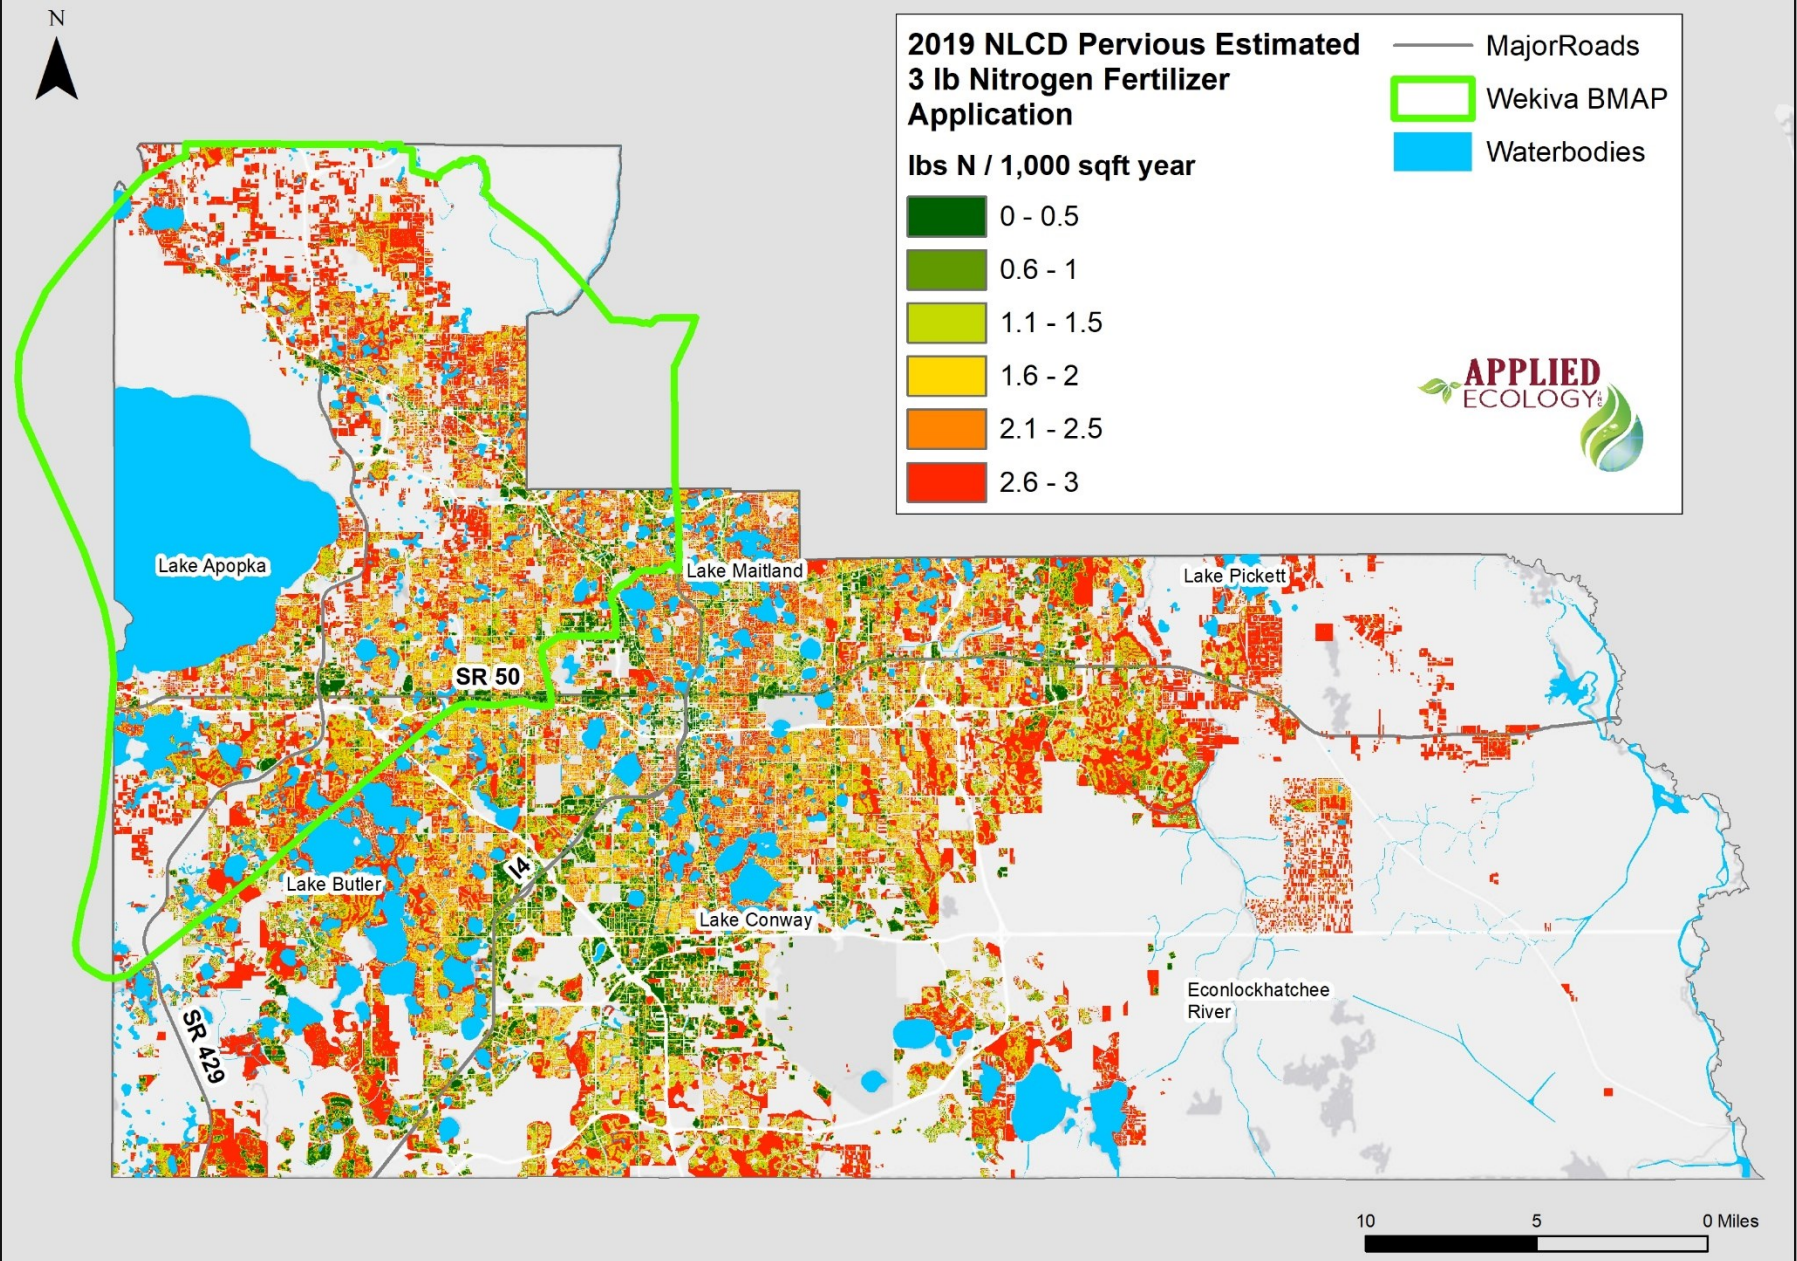 N
2019 NLCD Pervious Estimated
3 lb Nitrogen Fertilizer
Application
lbs N / 1,000 sqft year
0 - 0.5
0.6 - 1
1.1 - 1.5
1.6 - 2
2.1 - 2.5
2.6 - 3
MajorRoads
Wekiva BMAP
Waterbodies
APPLIED
ECOLOGY INC
Lake Apopka
Lake Maitland
Lake Pickett
SR 50
I4
Lake Butler
Lake Conway
Econlockhatchee
River
SR 429
10 5 0 Miles